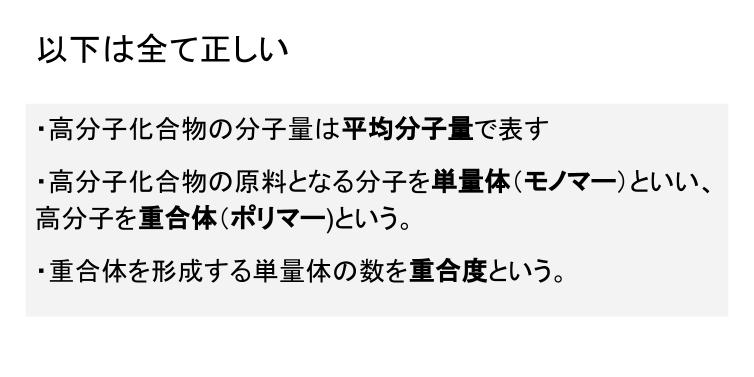 以下は全て正しい
・高分子化合物の分子量は平均分子量で表す
・高分子化合物の原料となる分子を単量体（モノマー）といい、
高分子を重合体（ポリマー)という。
・重合体を形成する単量体の数を重合度という。